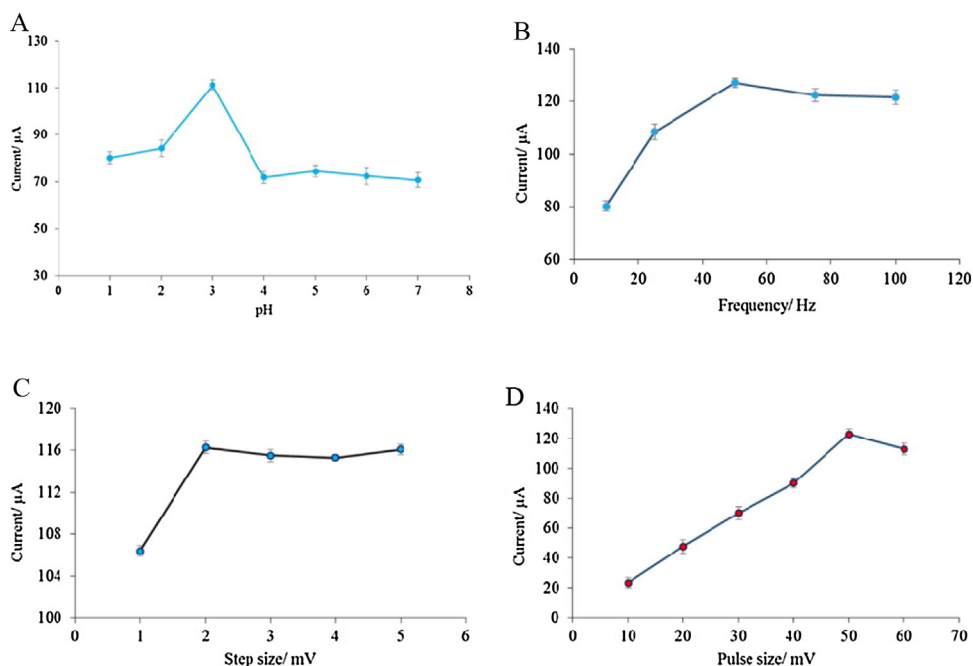 A
130
110
90
70
50
30
Current/ µA
0 1 2 3 4 5 6 7 8
pH
B
140
120
100
80
60
Current/ µA
0 20 40 60 80 100 120
Frequency/ Hz
C
120
116
112
108
104
100
Current/ µA
0 1 2 3 4 5 6
Step size/ mV
D
140
120
100
80
60
40
20
0
Current/ µA
0 10 20 30 40 50 60 70
Pulse size/ mV